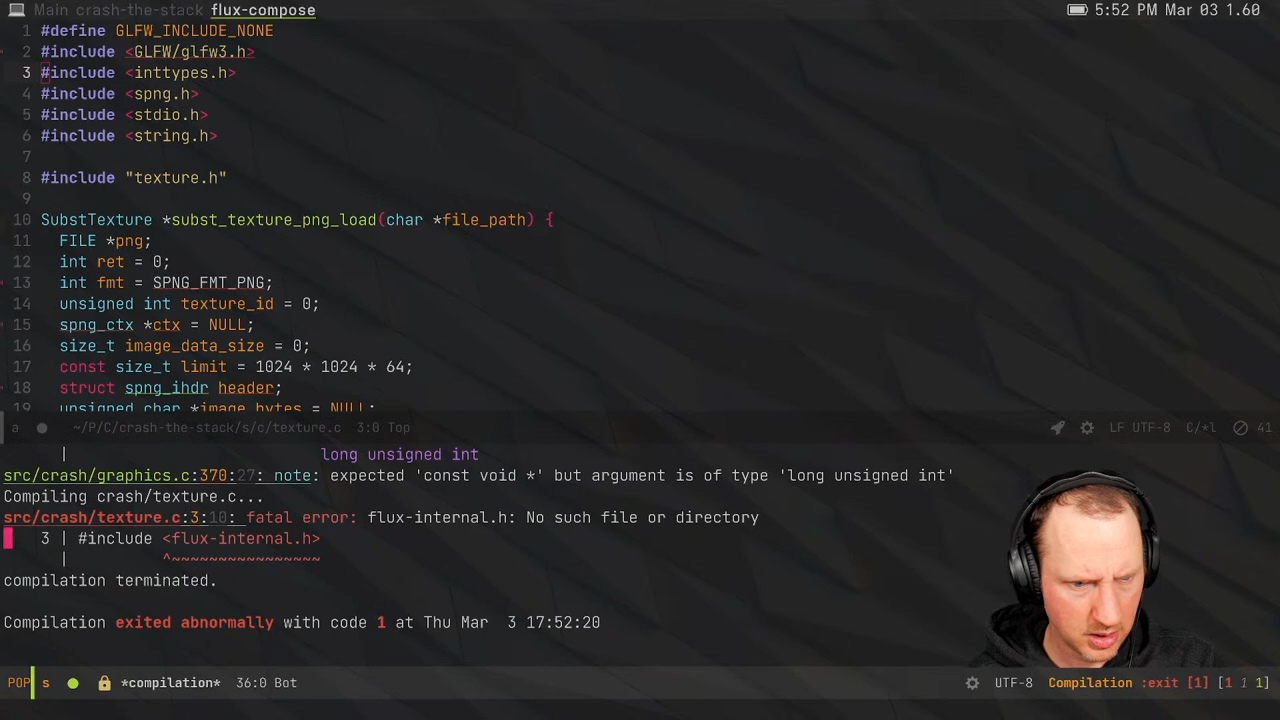 Main crash-the-stack flux-compose
5:52 PM Mar 03 1.60
1 #define GLFW_INCLUDE_NONE
2 #include <GLFW/glfw3.h>
3 #include <inttypes.h>
4 #include <spng.h>
5 #include <stdio.h>
6 #include <string.h>
7
8 #include "texture.h"
9
10 SubstTexture *subst_texture_png_load(char *file_path) {
11 FILE *png;
12 int ret = 0;
13 int fmt = SPNG_FMT_PNG;
14 unsigned int texture_id = 0;
15 spng_ctx *ctx = NULL;
16 size_t image_data_size = 0;
17 const size_t limit = 1024 * 1024 * 64;
18 struct spng_ihdr header;
19 unsigned char *image_bytes = NULL;
a ~/P/C/crash-the-stack/s/c/texture.c 3:0 Top LF UTF-8 C/*l 41
| long unsigned int
src/crash/graphics.c:370:27: note: expected 'const void *' but argument is of type 'long unsigned int'
Compiling crash/texture.c...
src/crash/texture.c:3:10: fatal error: flux-internal.h: No such file or directory
3 | #include <flux-internal.h>
| ^~~~~~~~~~~~~~~~~
compilation terminated.
Compilation exited abnormally with code 1 at Thu Mar 3 17:52:20
POP s *compilation* 36:0 Bot UTF-8 Compilation :exit [1] [1 1 1]